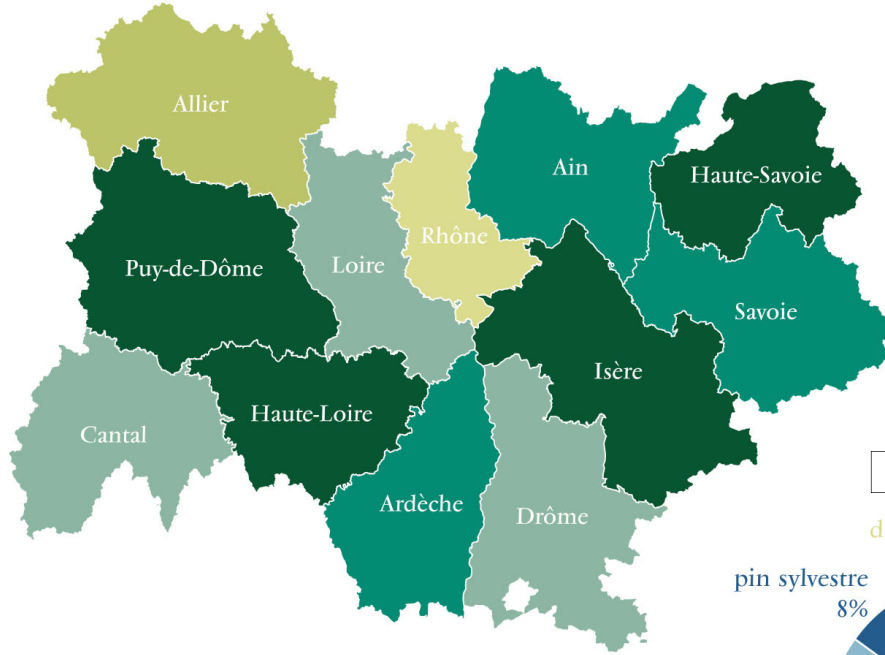 Allier
Ain
Haute-Savoie
Rhône
Puy-de-Dôme
Loire
Savoie
Isère
Haute-Loire
Cantal
Ardèche
Drôme
d
pin sylvestre
8%